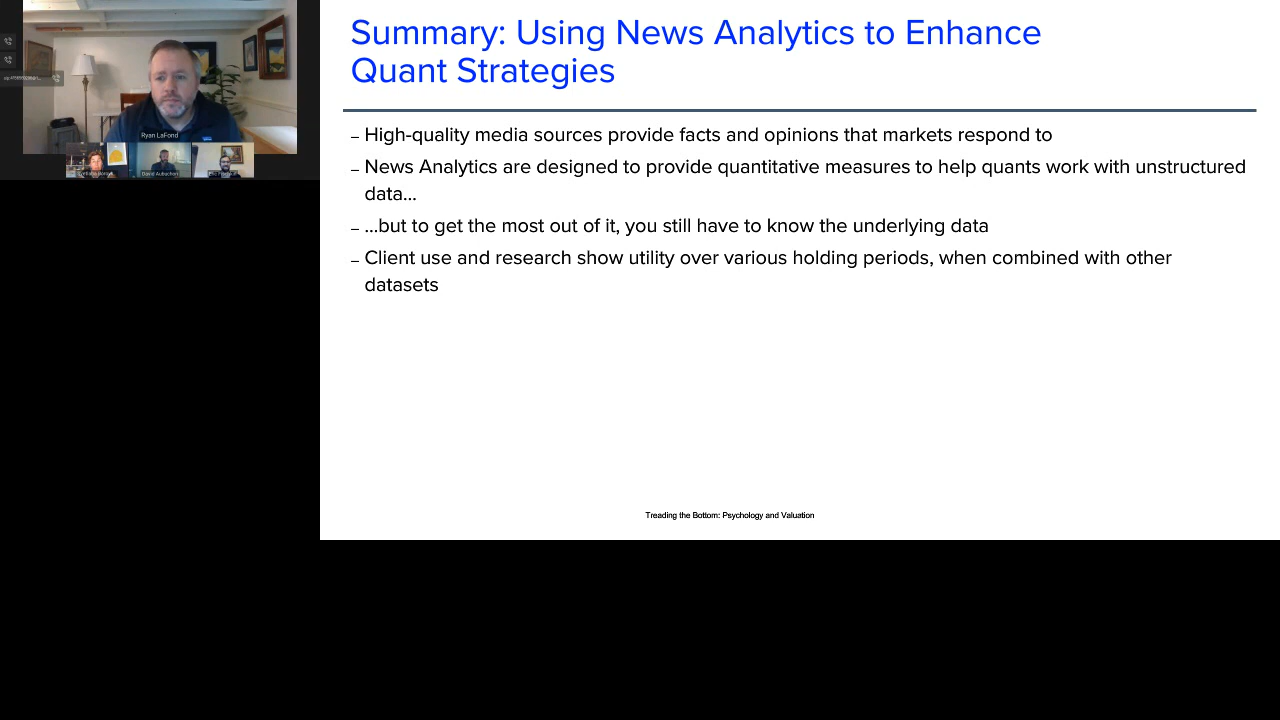 Ryan LaFond
David Aubuchon
Summary: Using News Analytics to Enhance
Quant Strategies
– High-quality media sources provide facts and opinions that markets respond to
– News Analytics are designed to provide quantitative measures to help quants work with unstructured
data...
– ...but to get the most out of it, you still have to know the underlying data
– Client use and research show utility over various holding periods, when combined with other
datasets
Treading the Bottom: Psychology and Valuation